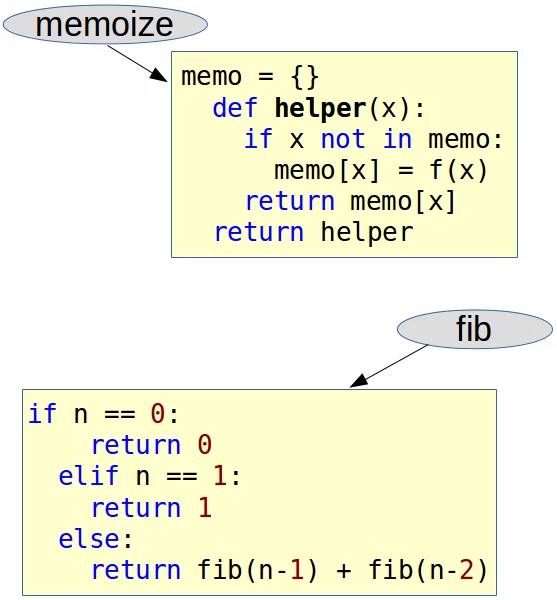 memoize
memo = {}
def helper(x):
if x not in memo:
memo[x] = f(x)
return memo[x]
return helper
fib
if n == 0:
return 0
elif n == 1:
return 1
else:
return fib(n-1) + fib(n-2)